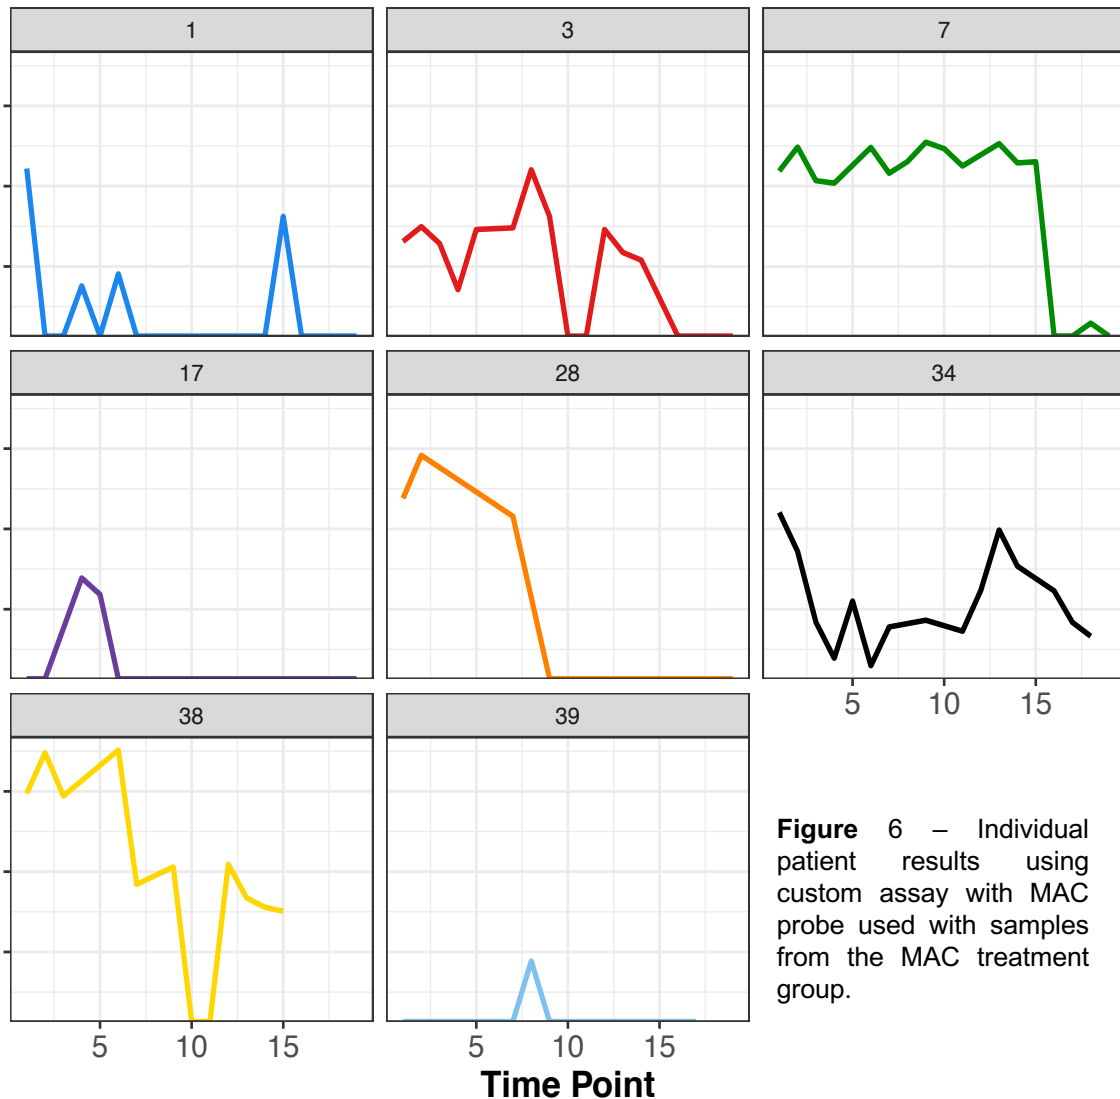 1
3
7
17
28
34
5 10 15
38
39
Figure 6 – Individual
patient results using
custom assay with MAC
probe used with samples
from the MAC treatment
group.
5 10 15
5 10 15
Time Point